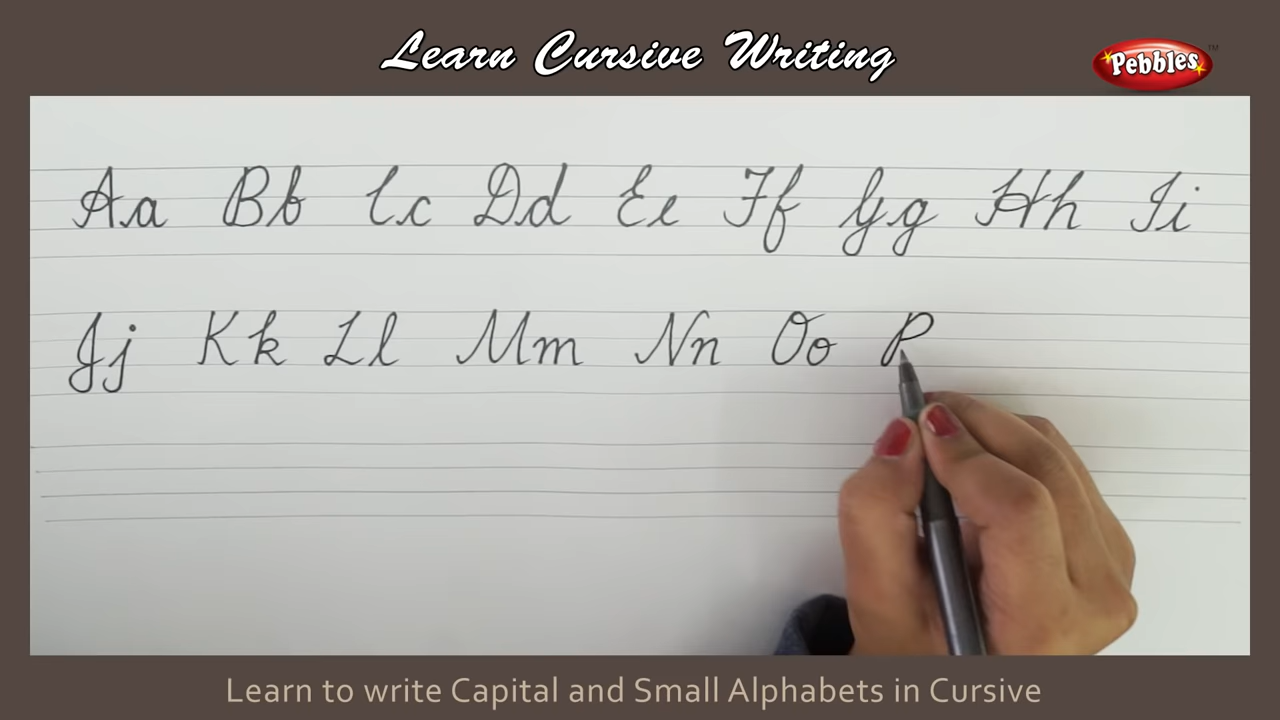 Learn Cursive Writing
Pebbles™
Aa Bb Cc Dd Ee Ff Gg Hh Ii
Jj Kk Ll Mm Nn Oo P
Learn to write Capital and Small Alphabets in Cursive